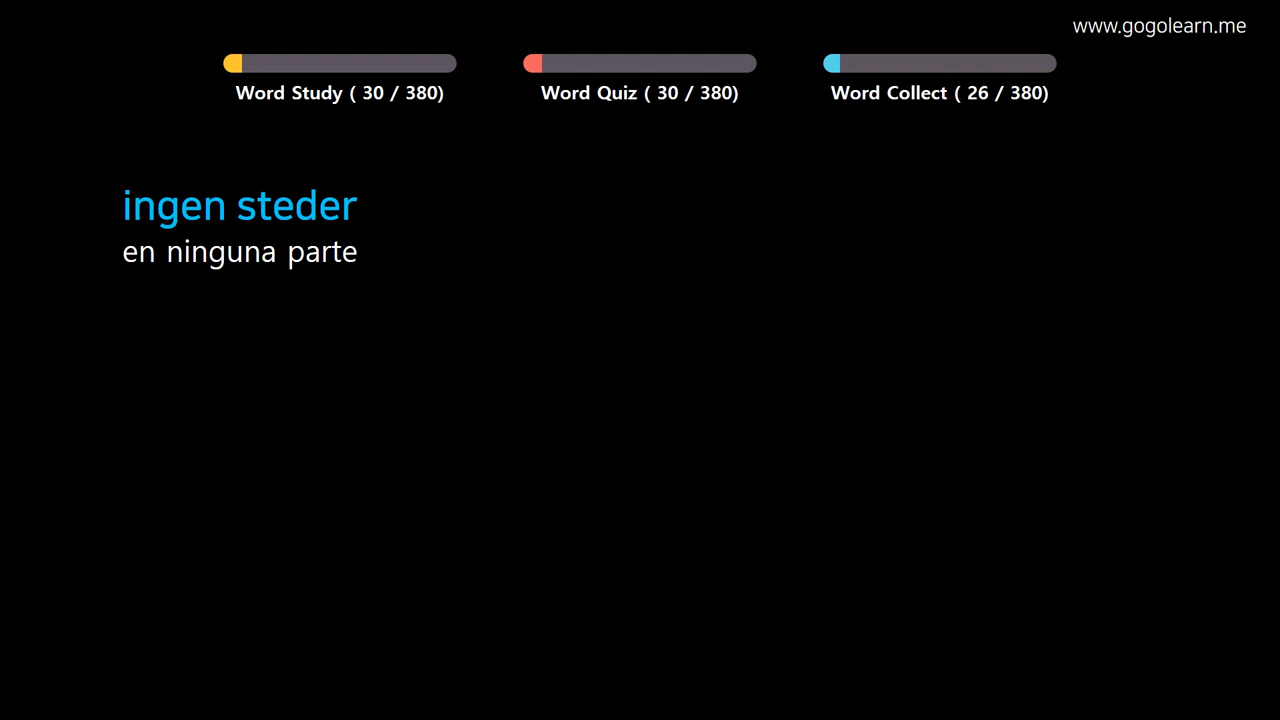 www.gogolearn.me
Word Study ( 30 / 380)
Word Quiz ( 30 / 380)
Word Collect ( 26 / 380)
ingen steder
en ninguna parte